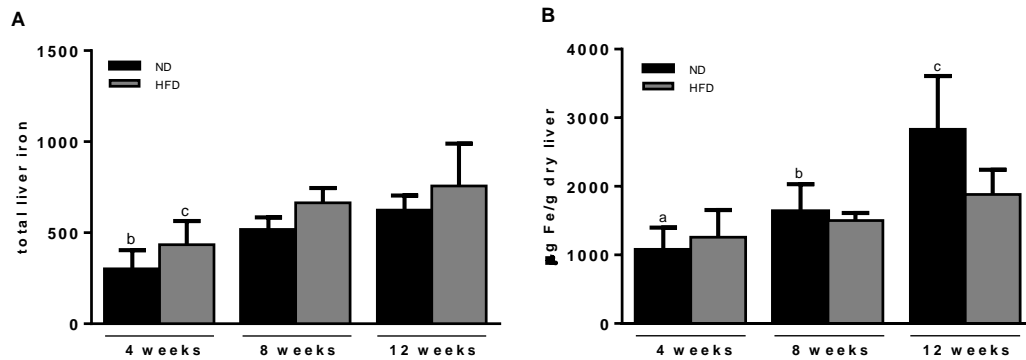 A
total liver iron
1500
1000
500
0
ND
HFD
b
c
4 weeks
8 weeks
12 weeks
B
µg Fe/g dry liver
4000
3000
2000
1000
0
ND
HFD
a
b
c
4 weeks
8 weeks
12 weeks